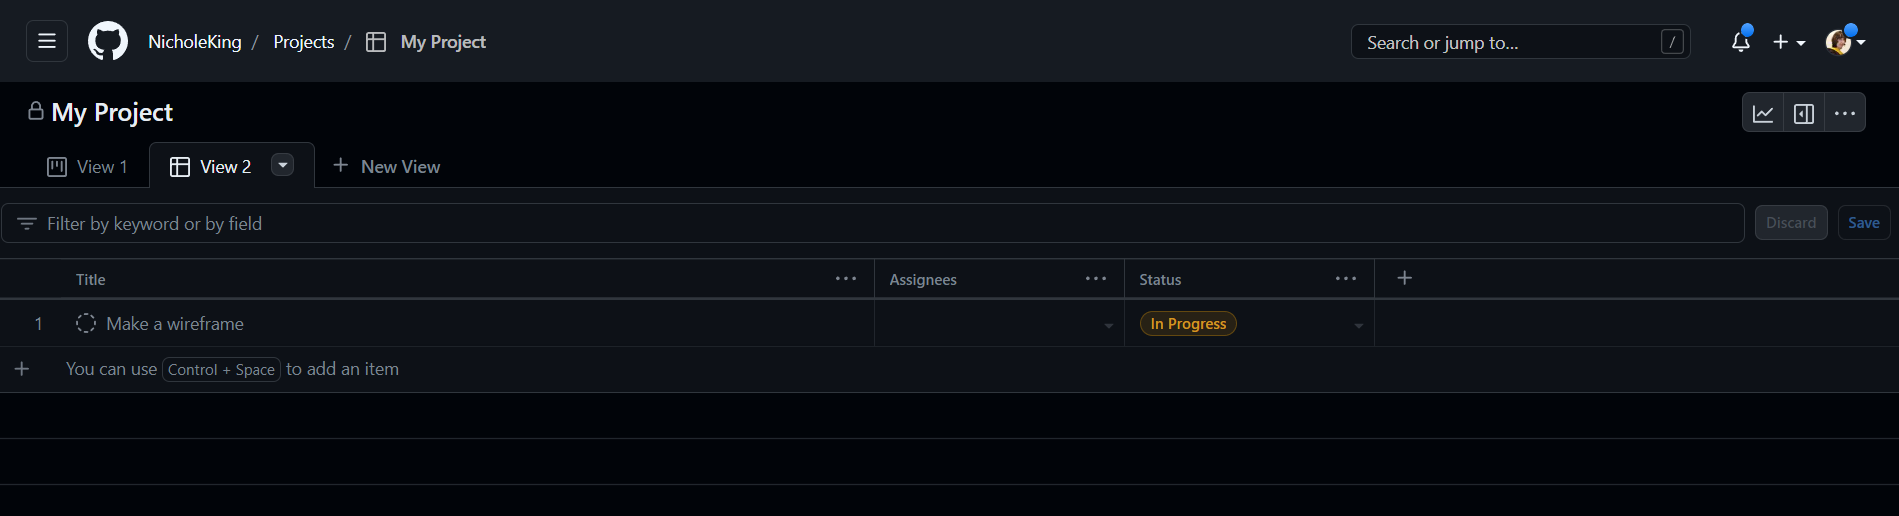 NicholeKing / Projects / My Project Search or jump to... /
My Project
View 1 View 2 New View
Filter by keyword or by field Discard Save
Title Assignees Status
1 Make a wireframe In Progress
You can use Control + Space to add an item